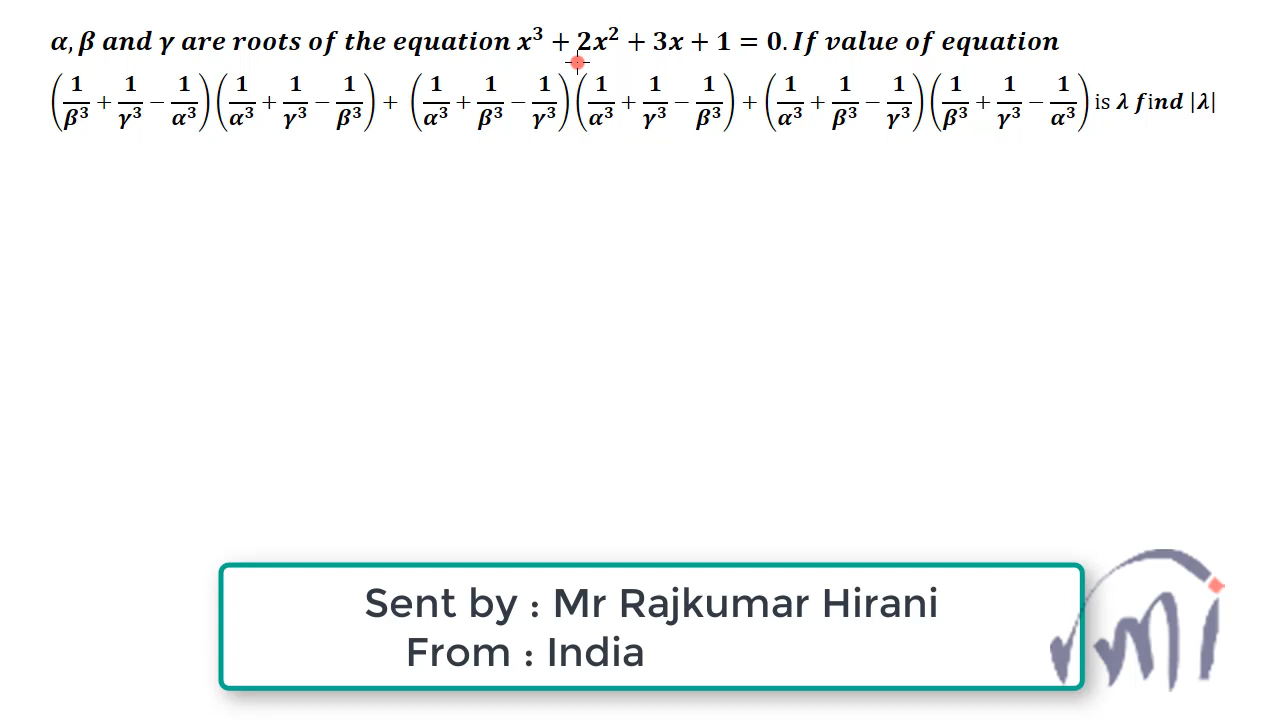 α, β and γ are roots of the equation x³ + 2x² + 3x + 1 = 0. If value of equation
(1/β³ + 1/γ³ − 1/α³)(1/α³ + 1/γ³ − 1/β³) + (1/α³ + 1/β³ − 1/γ³)(1/α³ + 1/γ³ − 1/β³) + (1/α³ + 1/β³ − 1/γ³)(1/β³ + 1/γ³ − 1/α³) is λ find |λ|
Sent by : Mr Rajkumar Hirani
From : India
rmi